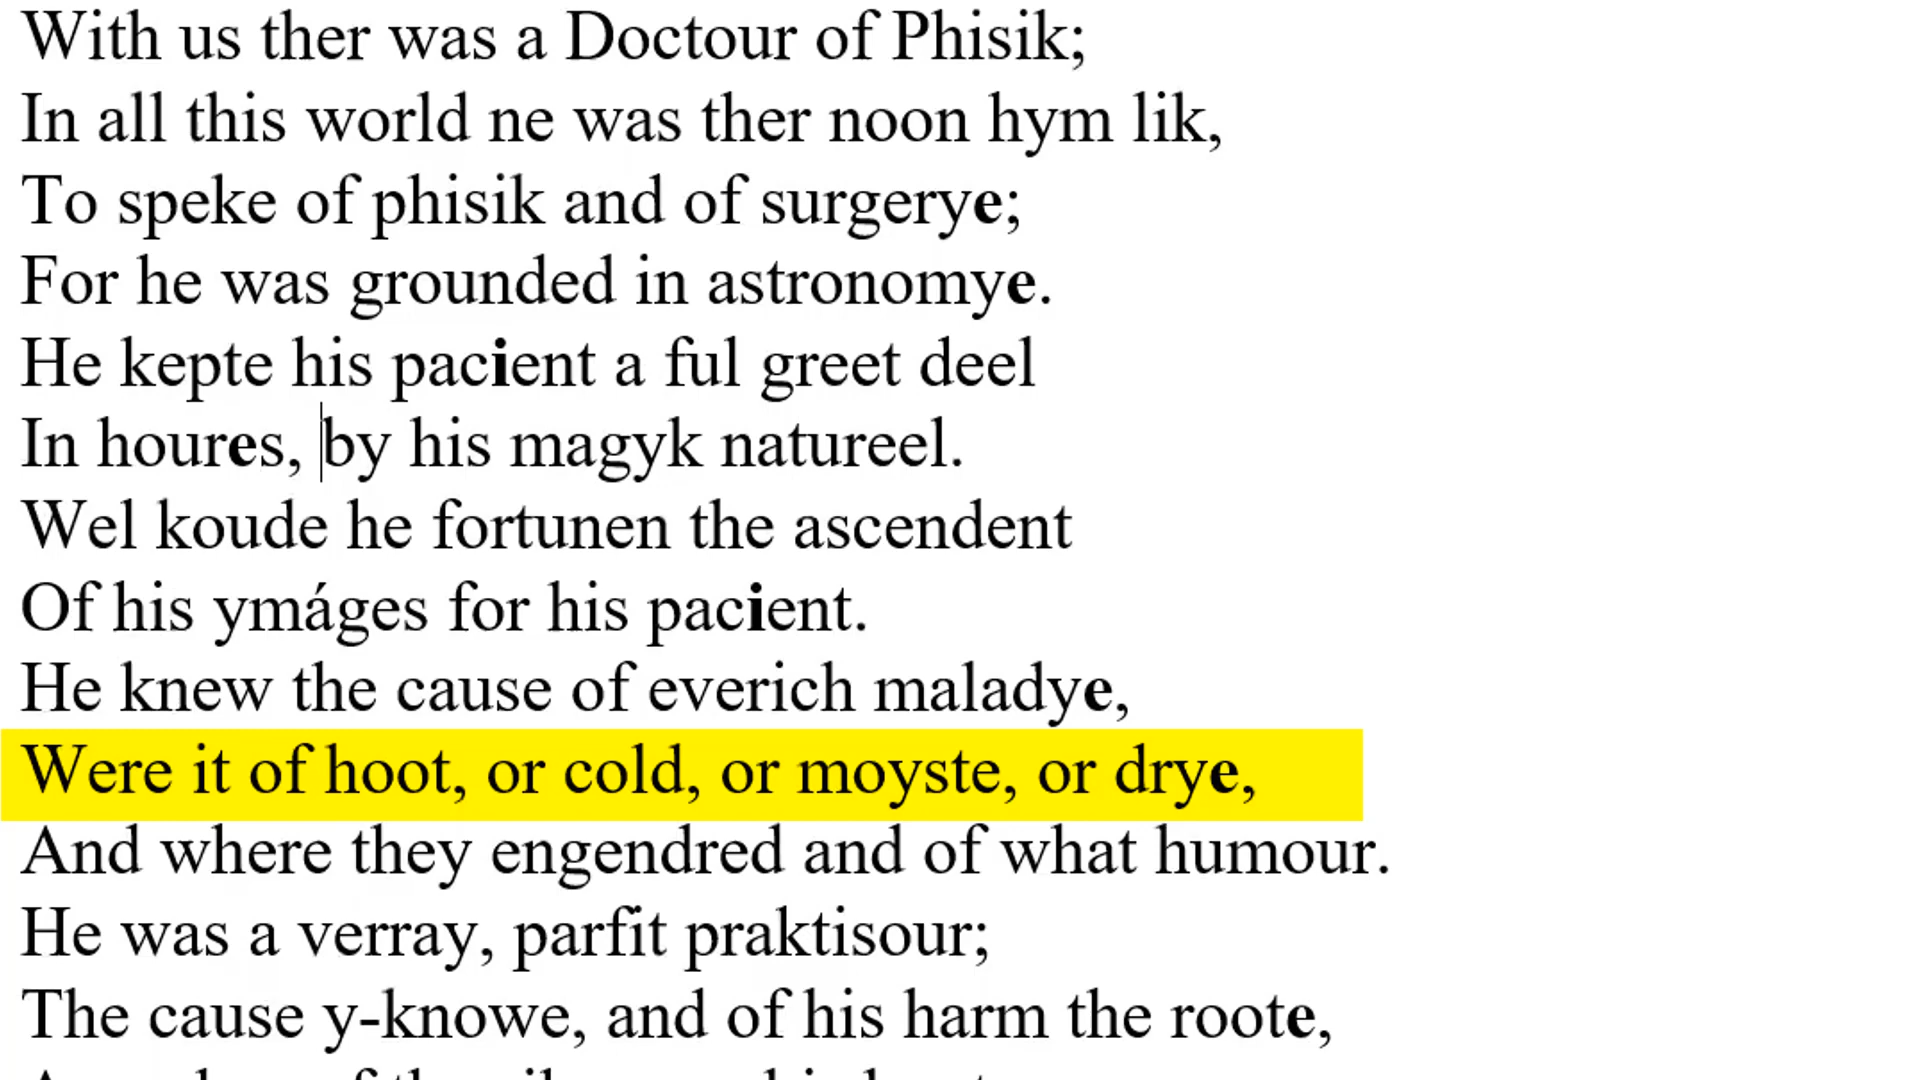 With us ther was a Doctour of Phisik;
In all this world ne was ther noon hym lik,
To speke of phisik and of surgerye;
For he was grounded in astronomye.
He kepte his pacient a ful greet deel
In houres, by his magyk natureel.
Wel koude he fortunen the ascendent
Of his ymáges for his pacient.
He knew the cause of everich maladye,
Were it of hoot, or cold, or moyste, or drye,
And where they engendred and of what humour.
He was a verray, parfit praktisour;
The cause y-knowe, and of his harm the roote,